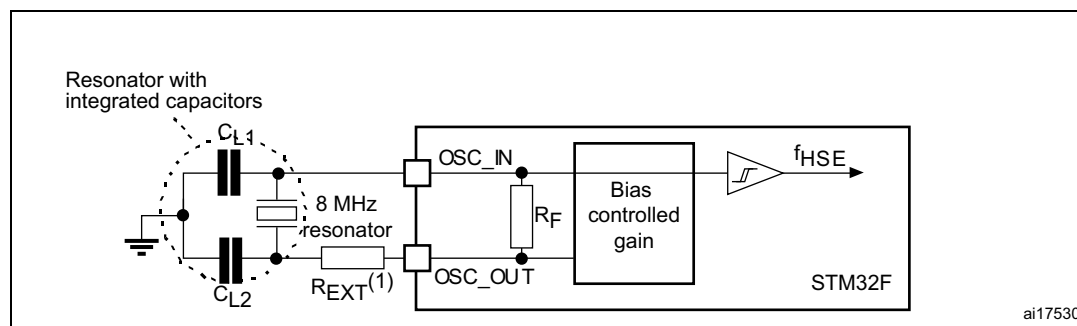 Resonator with
integrated capacitors
CL1
OSC_IN
fHSE
8 MHz
resonator
RF
Bias
controlled
gain
CL2
REXT(1)
OSC_OUT
STM32F
ai17530